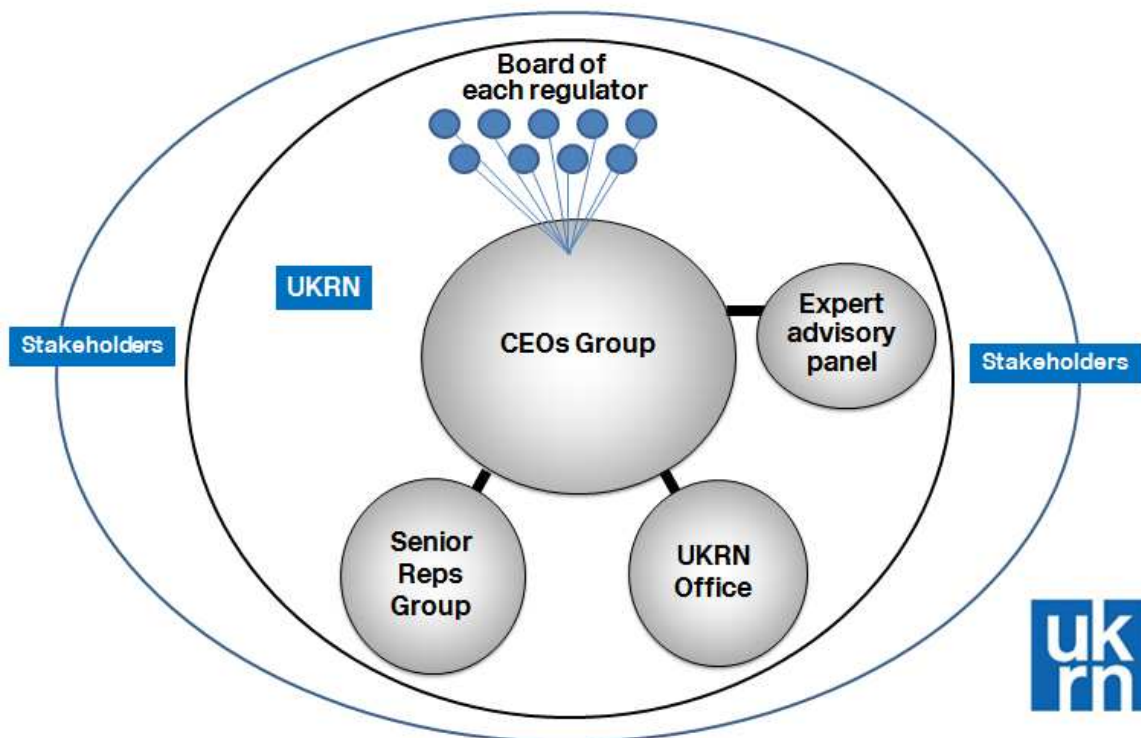 Board of
each regulator
UKRN
Stakeholders
CEOs Group
Expert
advisory
panel
Stakeholders
Senior
Reps
Group
UKRN
Office
uk
rn